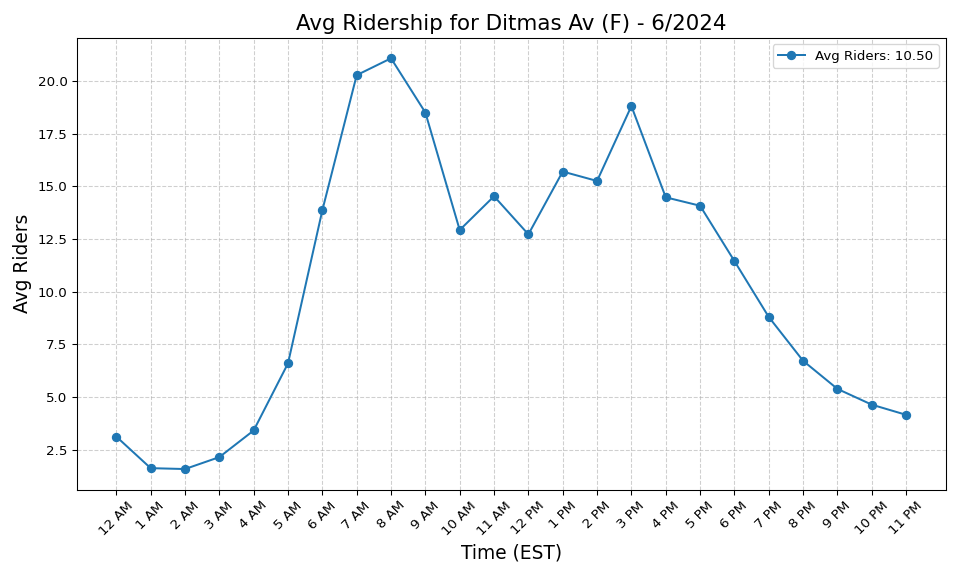 Avg Ridership for Ditmas Av (F) - 6/2024
Avg Riders: 10.50
Avg Riders
20.0
17.5
15.0
12.5
10.0
7.5
5.0
2.5
12 AM
1 AM
2 AM
3 AM
4 AM
5 AM
6 AM
7 AM
8 AM
9 AM
10 AM
11 AM
12 PM
1 PM
2 PM
3 PM
4 PM
5 PM
6 PM
7 PM
8 PM
9 PM
10 PM
11 PM
Time (EST)